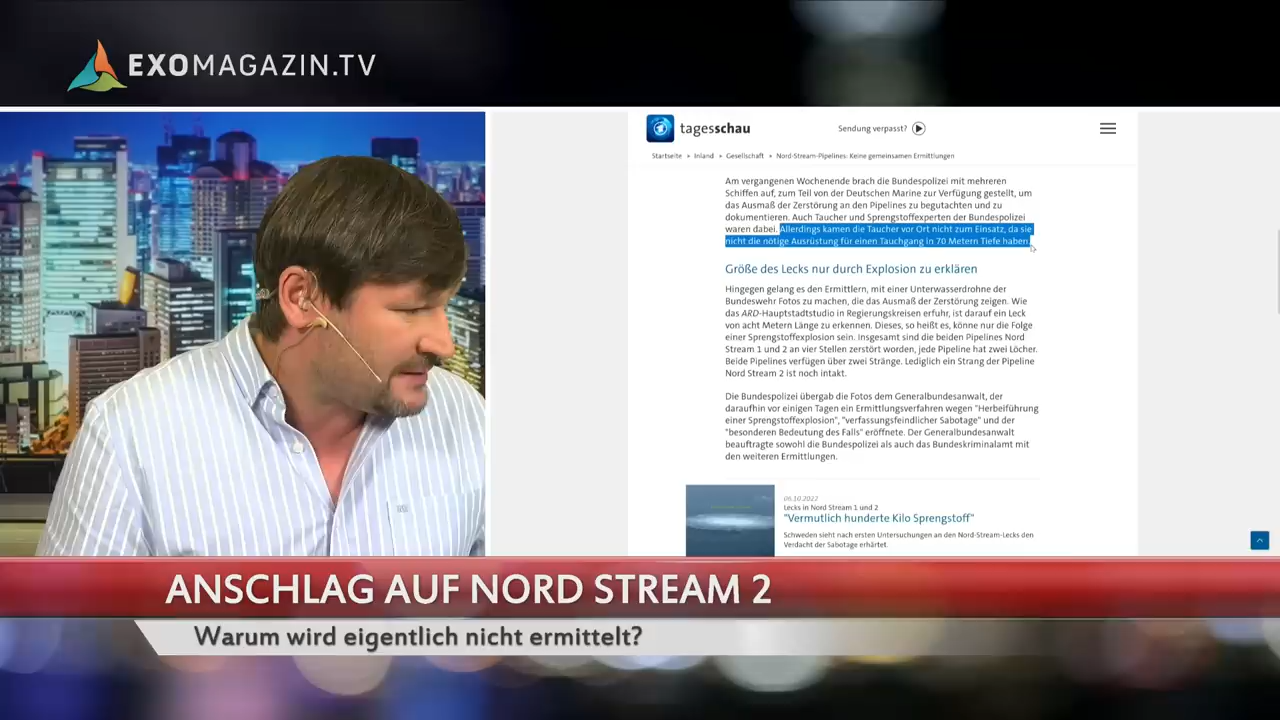 EXOMAGAZIN.TV
tagesschau
Sendung verpasst?
Startseite ▸ Inland ▸ Gesellschaft ▸ Nord-Stream-Pipelines: Keine gemeinsamen Ermittlungen
Am vergangenen Wochenende brach die Bundespolizei mit mehreren
Schiffen auf, zum Teil von der Deutschen Marine zur Verfügung gestellt, um
das Ausmaß der Zerstörung an den Pipelines zu begutachten und zu
dokumentieren. Auch Taucher und Sprengstoffexperten der Bundespolizei
waren dabei. Allerdings kamen die Taucher vor Ort nicht zum Einsatz, da sie
nicht die nötige Ausrüstung für einen Tauchgang in 70 Metern Tiefe haben.
Größe des Lecks nur durch Explosion zu erklären
Hingegen gelang es den Ermittlern, mit einer Unterwasserdrohne der
Bundeswehr Fotos zu machen, die das Ausmaß der Zerstörung zeigen. Wie
das ARD-Hauptstadtstudio in Regierungskreisen erfuhr, ist darauf ein Leck
von acht Metern Länge zu erkennen. Dieses, so heißt es, könne nur die Folge
einer Sprengstoffexplosion sein. Insgesamt sind die beiden Pipelines Nord
Stream 1 und 2 an vier Stellen zerstört worden, jede Pipeline hat zwei Löcher.
Beide Pipelines verfügen über zwei Stränge. Lediglich ein Strang der Pipeline
Nord Stream 2 ist noch intakt.
Die Bundespolizei übergab die Fotos dem Generalbundesanwalt, der
daraufhin vor einigen Tagen ein Ermittlungsverfahren wegen "Herbeiführung
einer Sprengstoffexplosion", "verfassungsfeindlicher Sabotage" und der
"besonderen Bedeutung des Falls" eröffnete. Der Generalbundesanwalt
beauftragte sowohl die Bundespolizei als auch das Bundeskriminalamt mit
den weiteren Ermittlungen.
06.10.2022
Lecks in Nord Stream 1 und 2
"Vermutlich hunderte Kilo Sprengstoff"
Schweden sieht nach ersten Untersuchungen an den Nord-Stream-Lecks den
Verdacht der Sabotage erhärtet.
ANSCHLAG AUF NORD STREAM 2
Warum wird eigentlich nicht ermittelt?